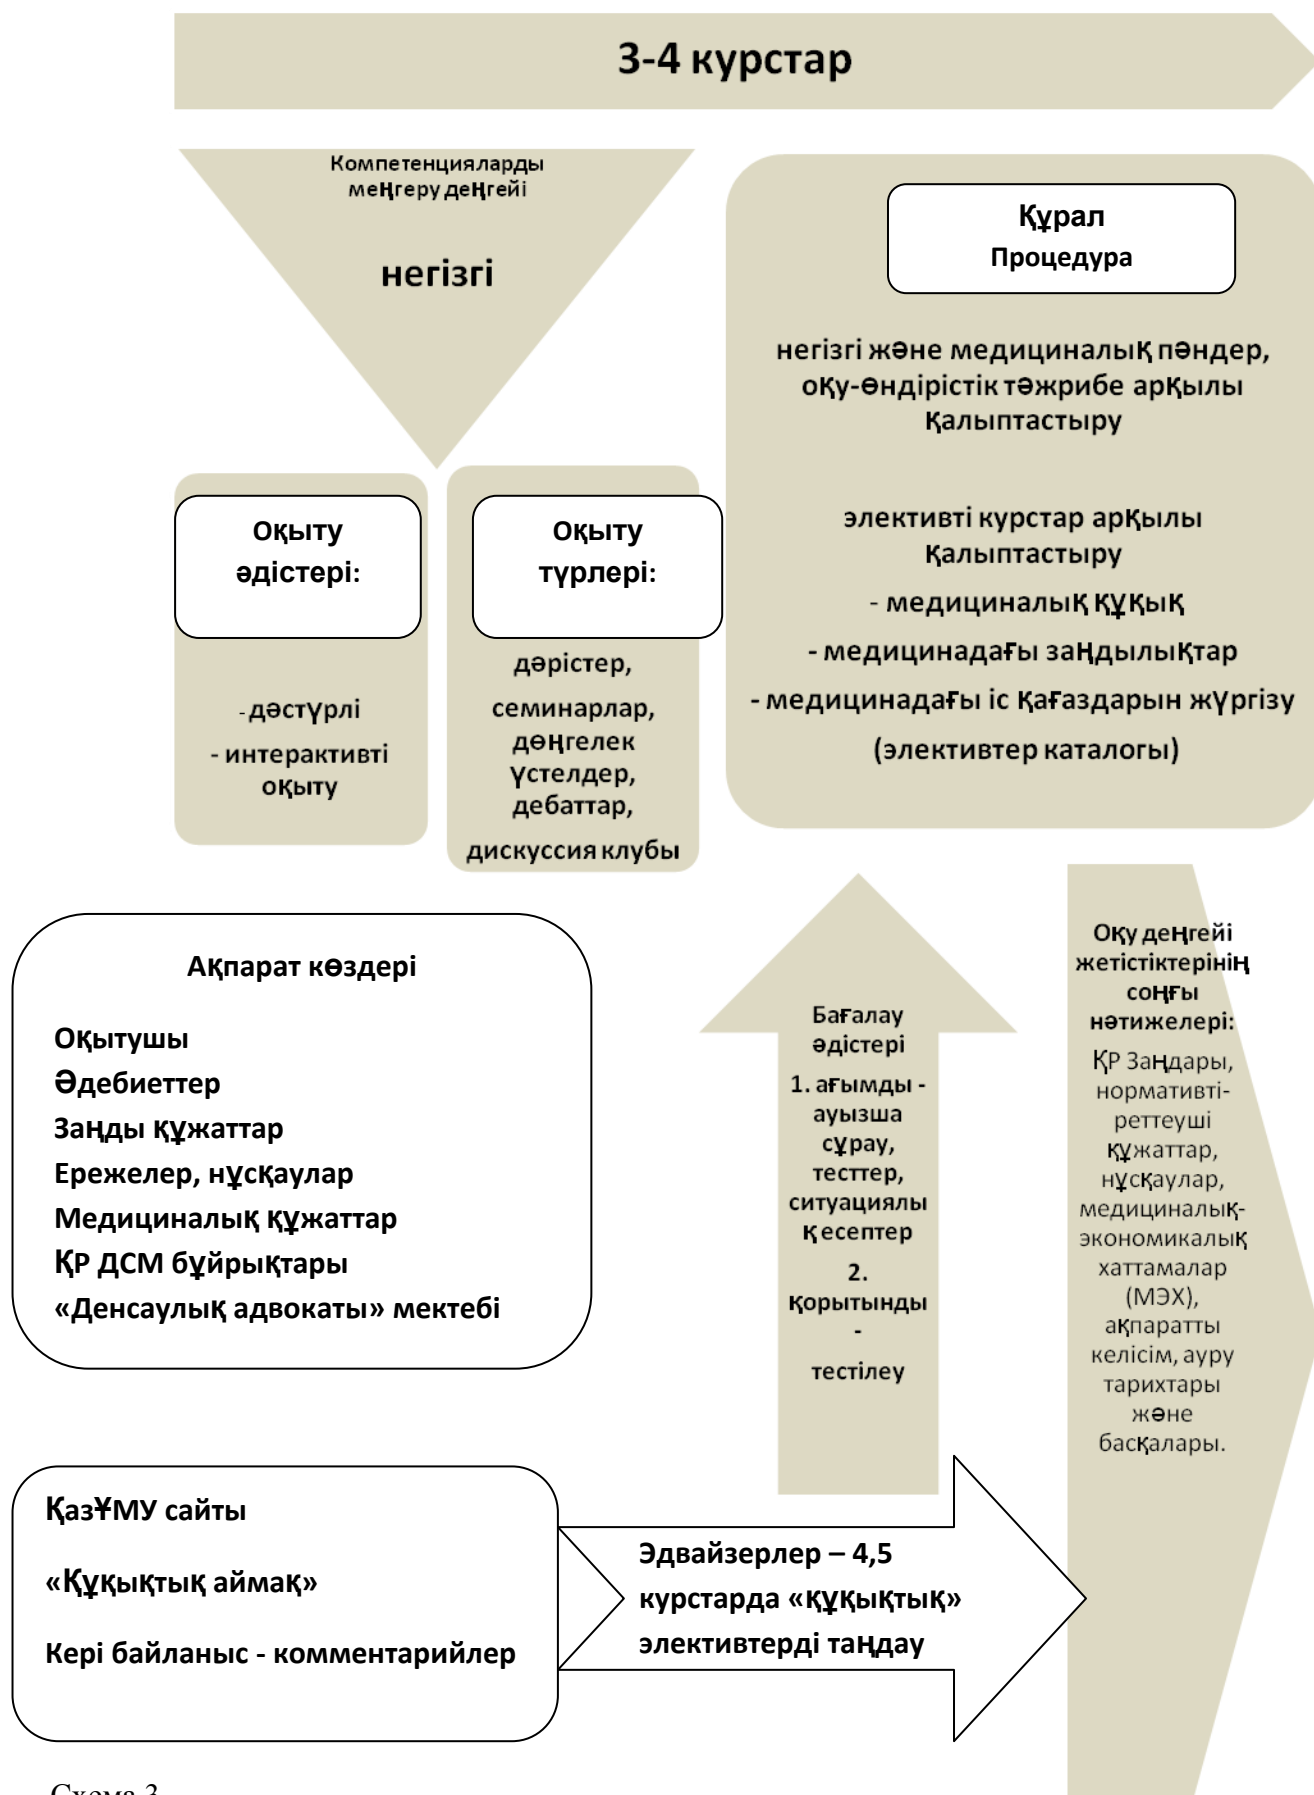 3-4 курстар
Компетенцияларды
меңгеру деңгейі
негізгі
Құрал
Процедура
негізгі және медициналық пәндер,
оқу-өндірістік тәжрибе арқылы
қалыптастыру
элективті курстар арқылы
қалыптастыру
- медициналық құқық
- медицинадағы заңдылықтар
- медицинадағы іс қағаздарын жүргізу
(элективтер каталогы)
Оқыту
әдістері:
- дәстүрлі
- интерактивті
оқыту
Оқыту
түрлері:
дәрістер,
семинарлар,
дөңгелек
үстелдер,
дебаттар,
дискуссия клубы
Ақпарат көздері
Оқытушы
Әдебиеттер
Заңды құжаттар
Ережелер, нұсқаулар
Медициналық құжаттар
ҚР ДСМ бұйрықтары
«Денсаулық адвокаты» мектебі
Бағалау
әдістері
1. ағымды -
ауызша
сұрау,
тесттер,
ситуациялы
қ есептер
2.
қорытынды
-
тестілеу
Оқу деңгейі
жетістіктерінің
соңғы
нәтижелері:
ҚР Заңдары,
нормативті-
реттеуші
құжаттар,
нұсқаулар,
медициналық-
экономикалық
хаттамалар
(МЭХ),
ақпаратты
келісім, ауру
тарихтары
және
басқалары.
ҚазҰМУ сайты
«Құқықтық аймақ»
Кері байланыс - комментарийлер
Эдвайзерлер – 4,5
курстарда «құқықтық»
элективтерді таңдау
Схема 3